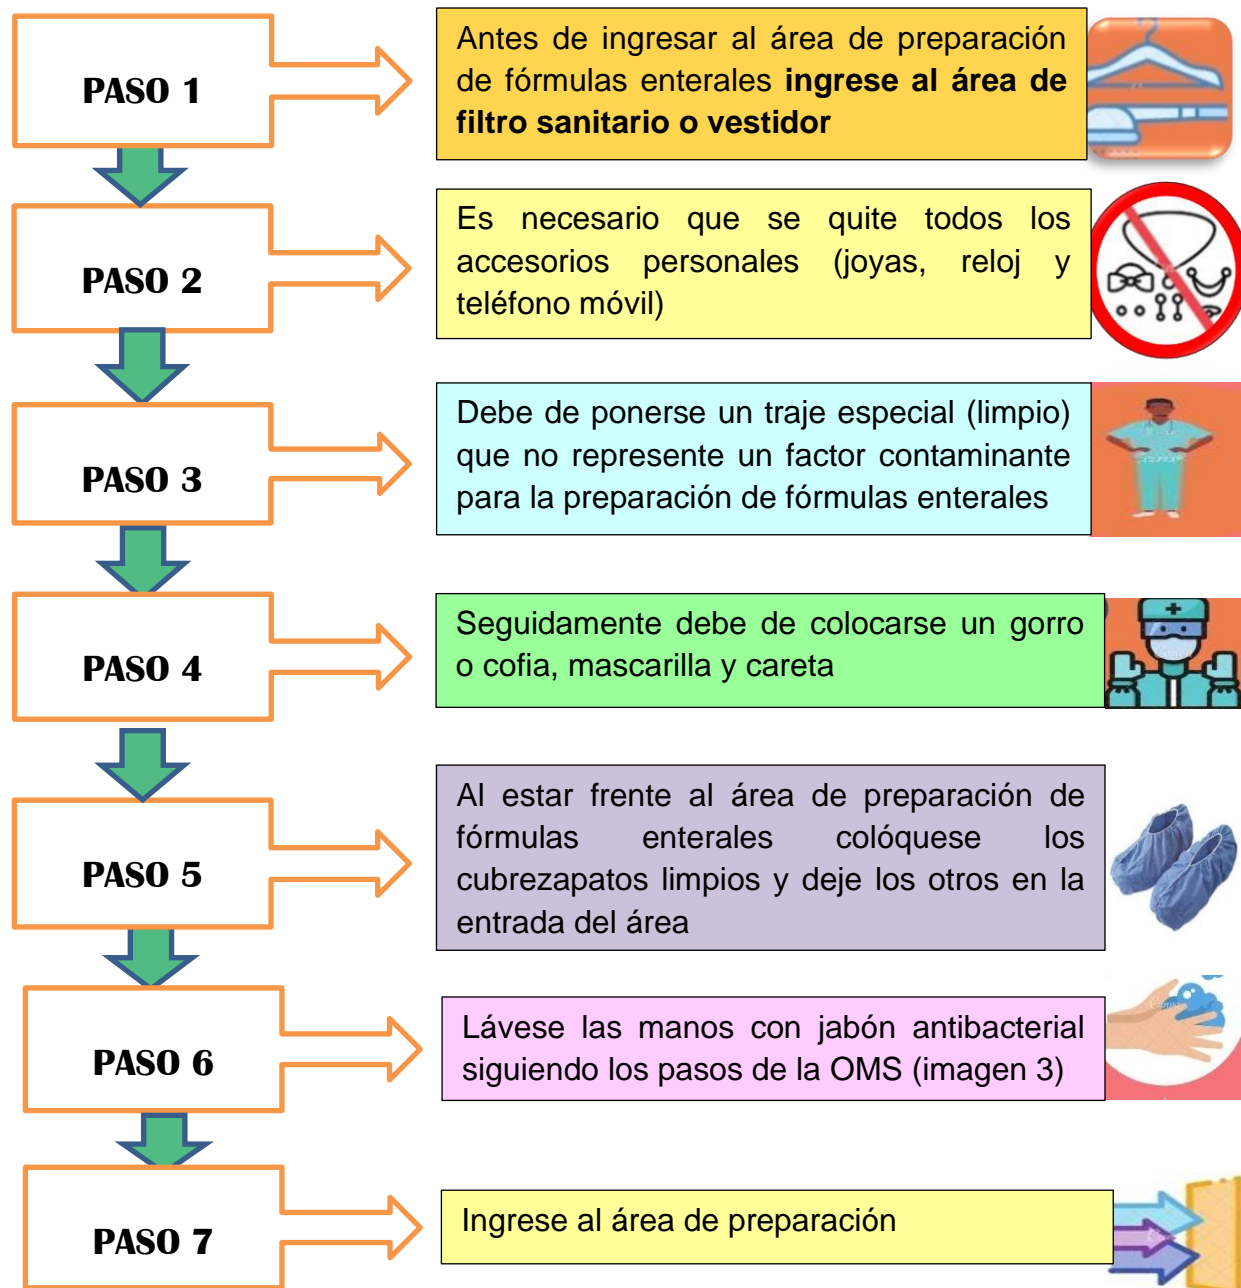 PASO 1
Antes de ingresar al área de preparación
de fórmulas enterales ingrese al área de
filtro sanitario o vestidor
PASO 2
Es necesario que se quite todos los
accesorios personales (joyas, reloj y
teléfono móvil)
PASO 3
Debe de ponerse un traje especial (limpio)
que no represente un factor contaminante
para la preparación de fórmulas enterales
PASO 4
Seguidamente debe de colocarse un gorro
o cofia, mascarilla y careta
PASO 5
Al estar frente al área de preparación de
fórmulas enterales colóquese los
cubrezapatos limpios y deje los otros en la
entrada del área
PASO 6
Lávese las manos con jabón antibacterial
siguiendo los pasos de la OMS (imagen 3)
PASO 7
Ingrese al área de preparación